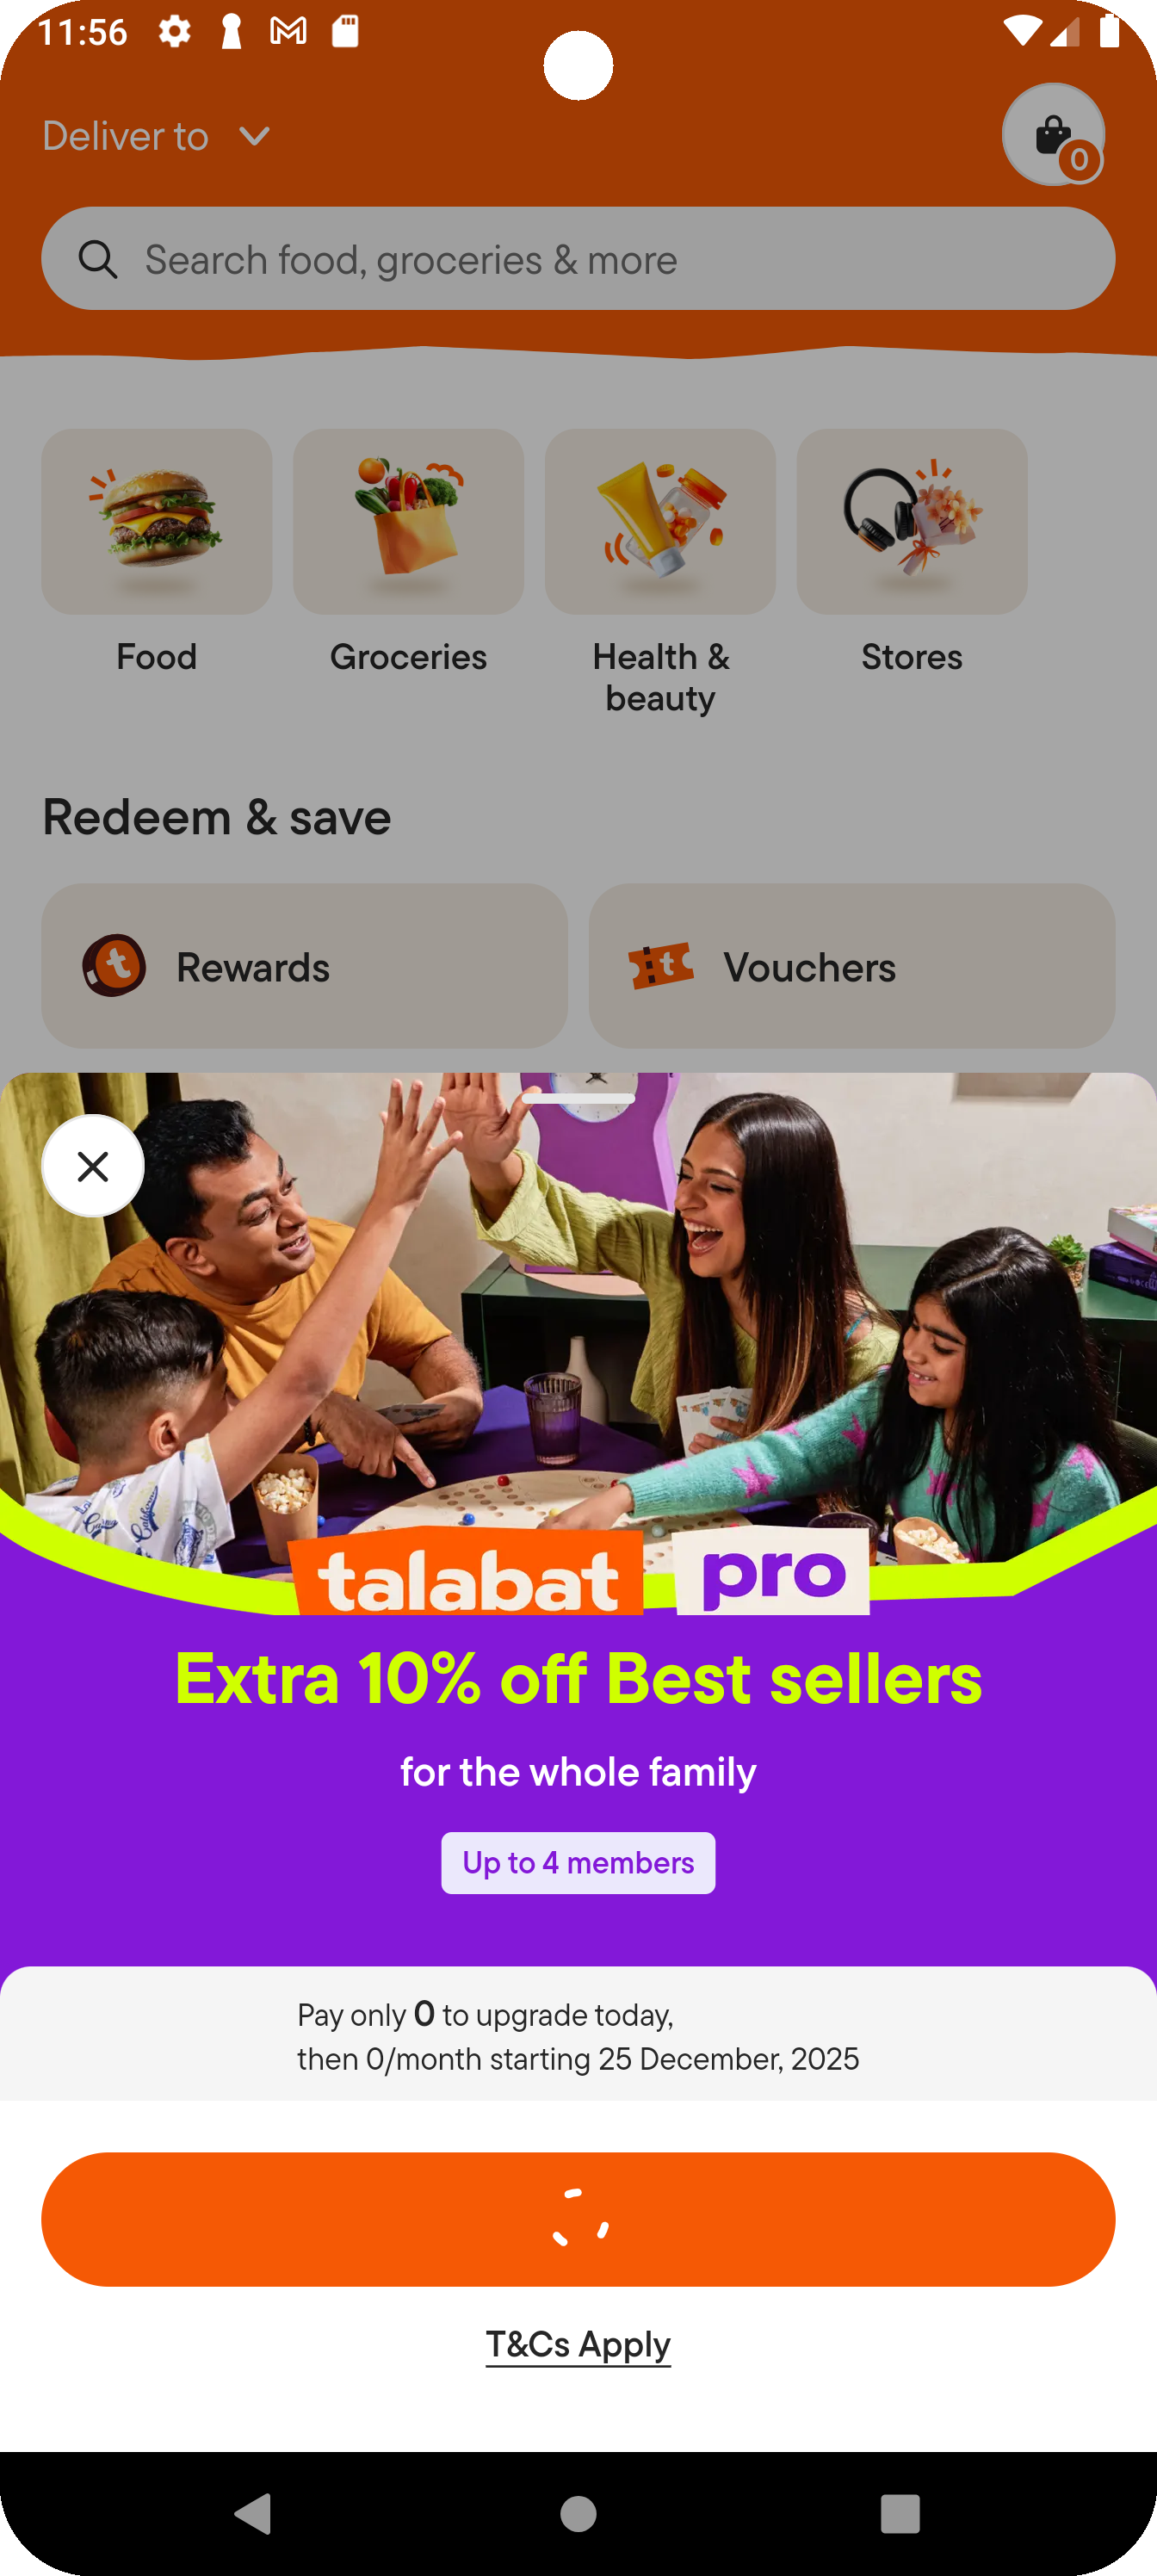 11:56
Deliver to
0
Search food, groceries & more
Food
Groceries
Health &
beauty
Stores
Redeem & save
t
Rewards
t
Vouchers
talabat
pro
Extra 10% off Best sellers
for the whole family
Up to 4 members
Pay only 0 to upgrade today,
then 0/month starting 25 December, 2025
T&Cs Apply